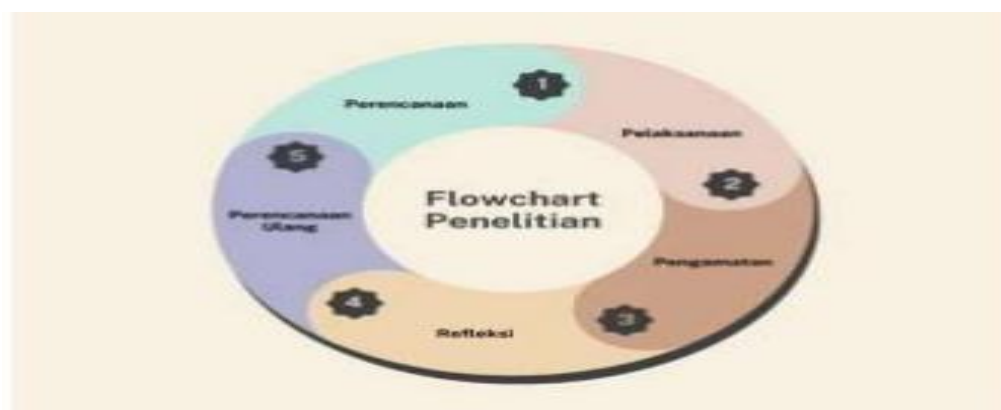 Flowchart
Penelitian
1
Perencanaan
2
Pelaksanaan
3
Pengamatan
4
Refleksi
5
Perencanaan
Ulang